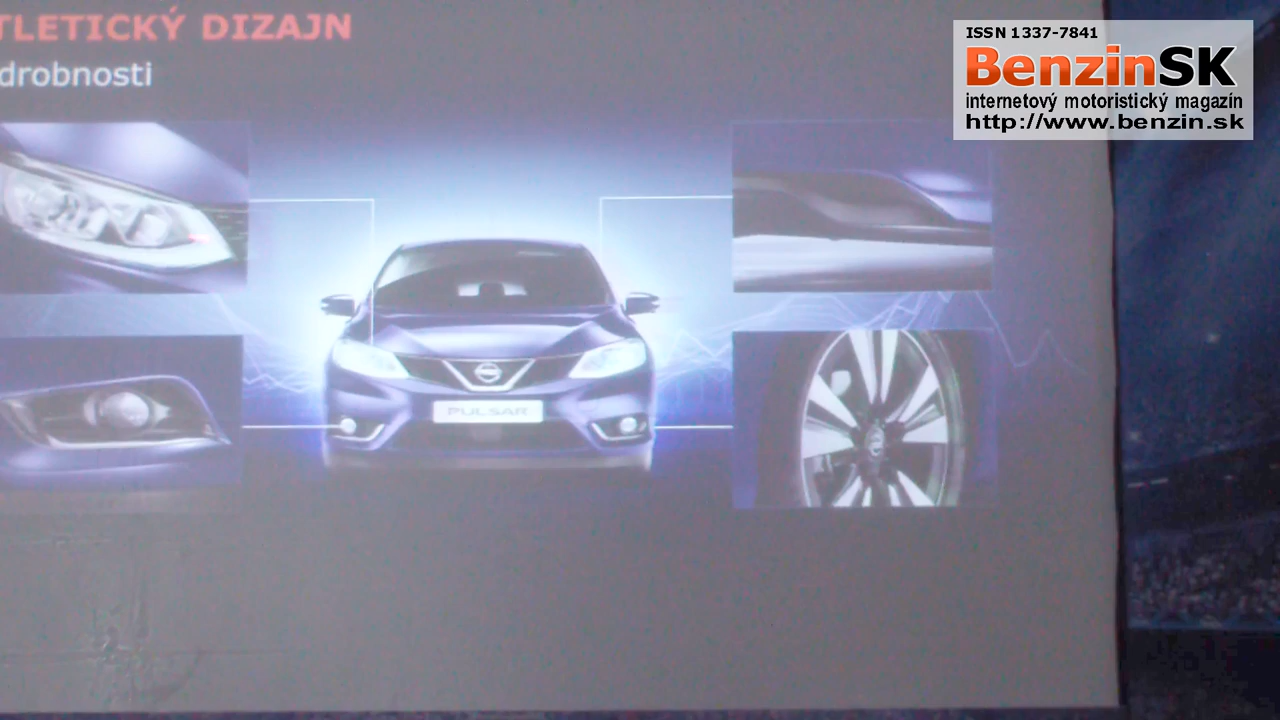 TLETICKÝ DIZAJN
drobnosti
ISSN 1337-7841
BenzinSK
internetový motoristický magazín
http://www.benzin.sk
PULSAR